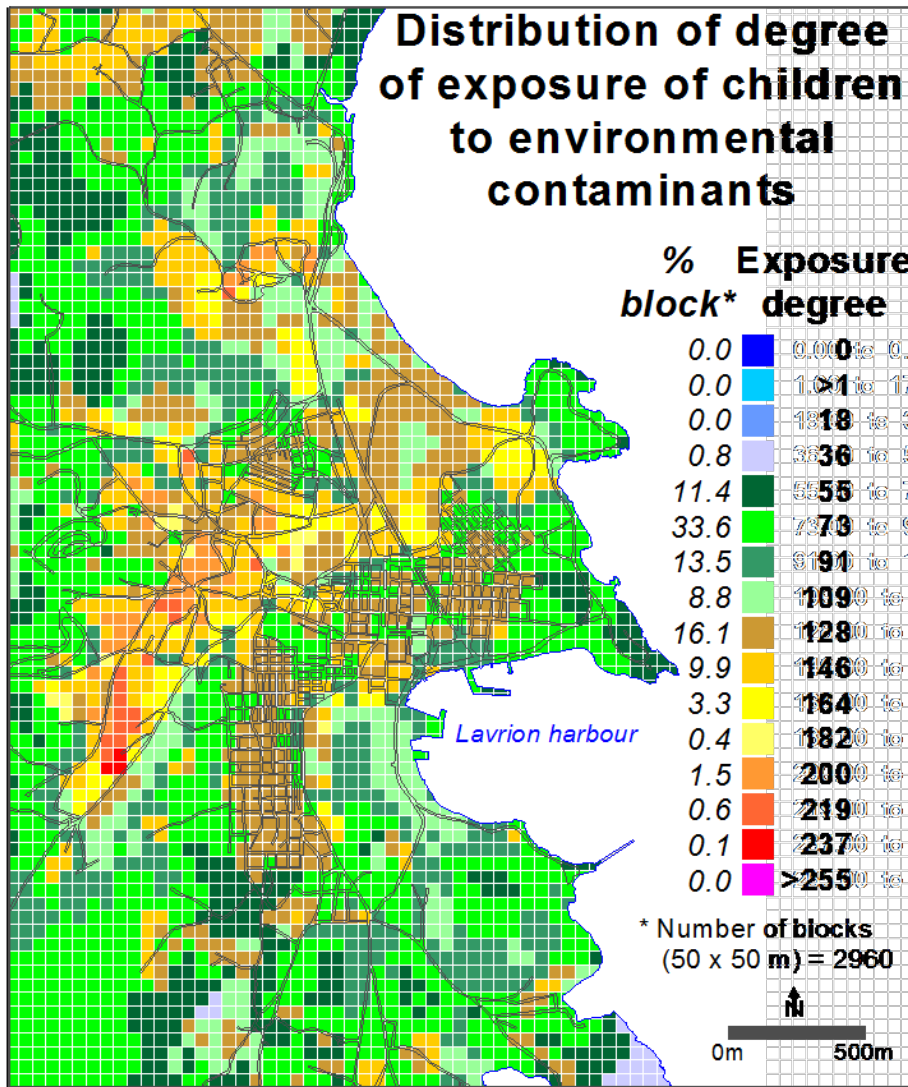 Distribution of degree
of exposure of children
to environmental
contaminants
% Exposure
block* degree
0.0 0
0.0 >1
0.0 18
0.8 36
11.4 55
33.6 73
13.5 91
8.8 109
16.1 128
9.9 146
3.3 164
0.4 182
1.5 200
0.6 219
0.1 237
0.0 >255
Lavrion harbour
* Number of blocks
(50 x 50 m) = 2960
N
0m 500m